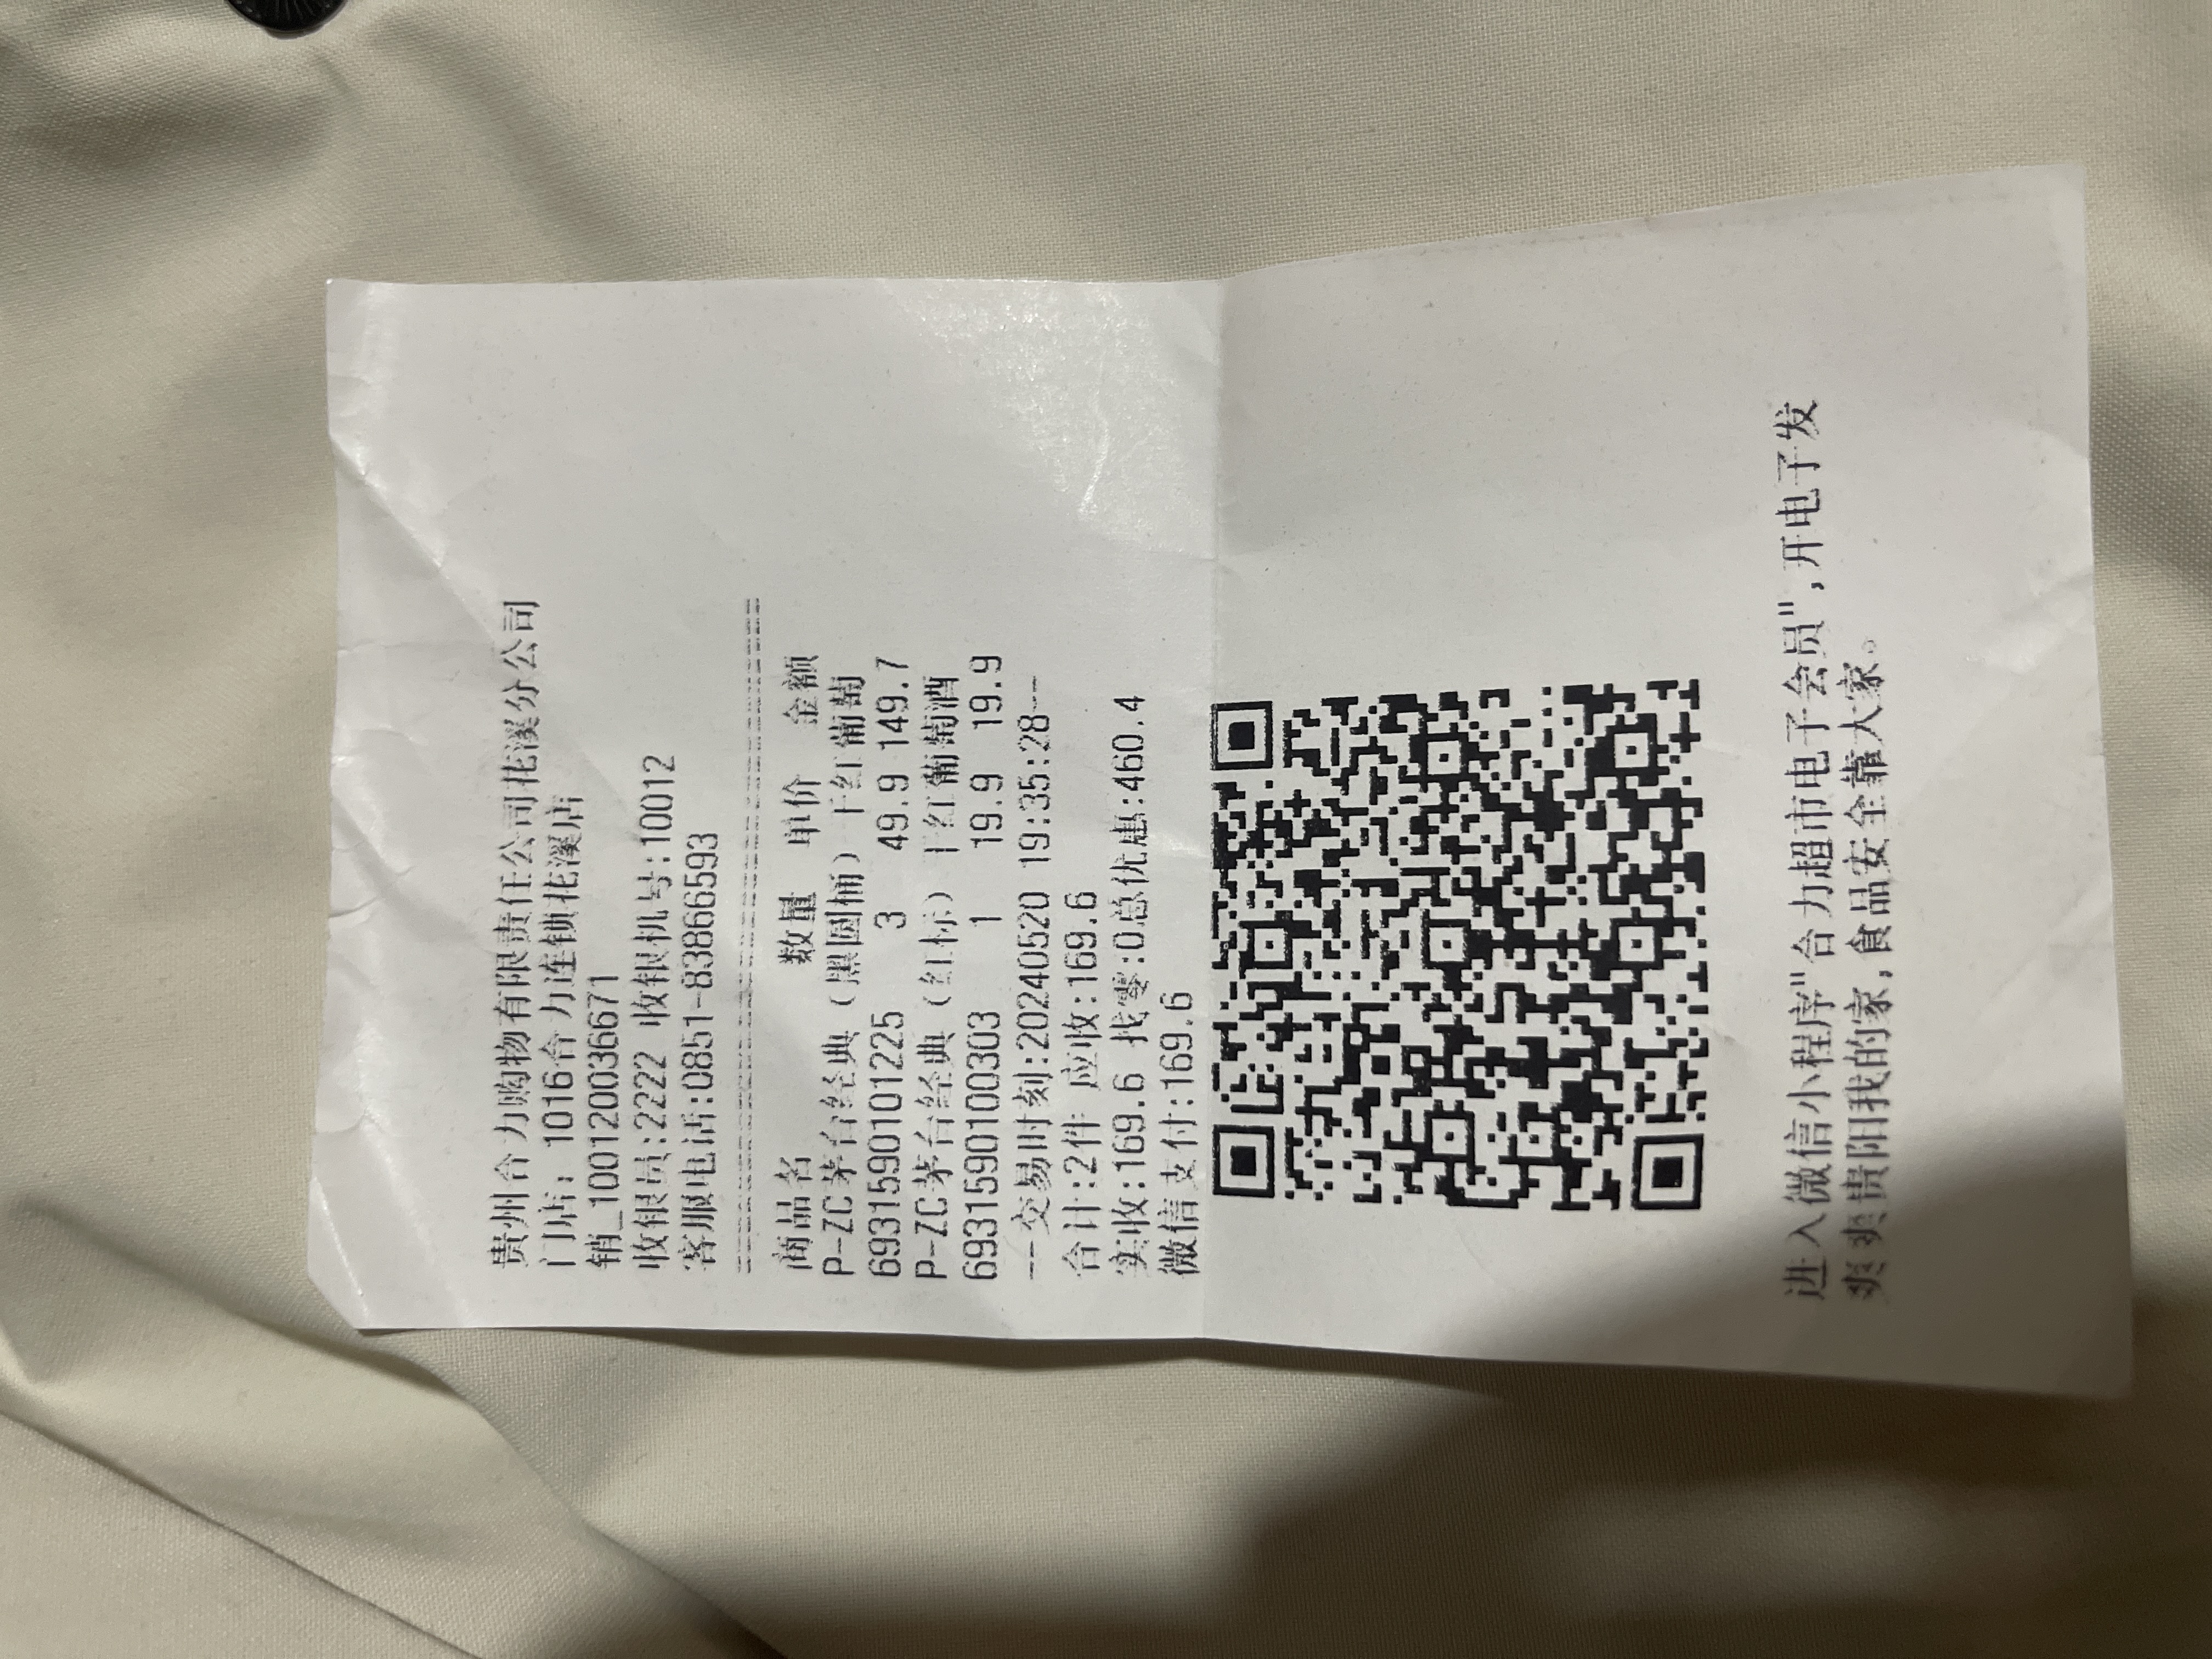 贵州合力购物有限责任公司花溪分公司
门店: 1016合力连锁花溪店
销_1001200366​71
收银员:2222 收银机号:10012
客服电话:0851-83866593
================================
商品名 数量 单价 金额
P-ZC茅台经典(黑圆桶)干红葡萄
6931590101225 3 49.9 149.7
P-ZC茅台经典(红标)干红葡萄酒
6931590100303 1 19.9 19.9
--交易时刻:20240520 19:35:28--
合计:2件 应收:169.6
实收:169.6 找零:0总优惠:460.4
微信支付:169.6
进入微信小程序"合力超市电子会员",开电子发
爽爽贵阳我的家,食品安全靠大家。